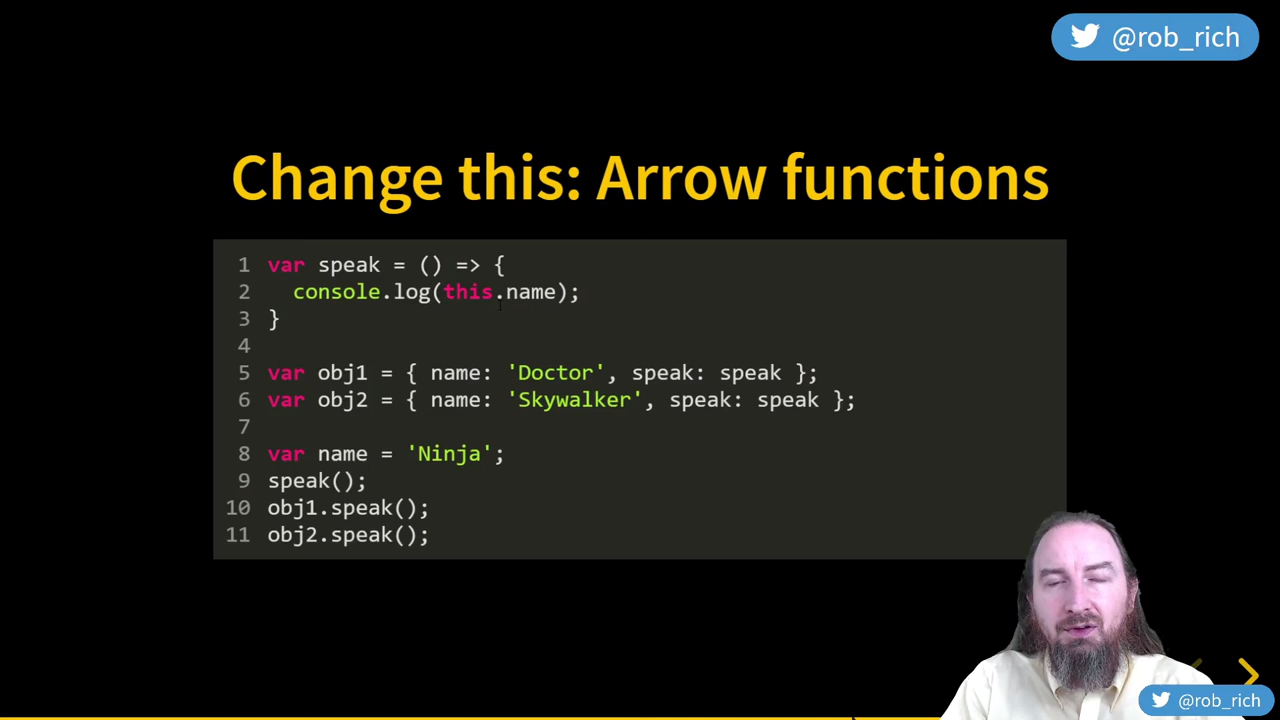 @rob_rich
Change this: Arrow functions
1 var speak = () => {
2   console.log(this.name);
3 }
4
5 var obj1 = { name: 'Doctor', speak: speak };
6 var obj2 = { name: 'Skywalker', speak: speak };
7
8 var name = 'Ninja';
9 speak();
10 obj1.speak();
11 obj2.speak();
@rob_rich